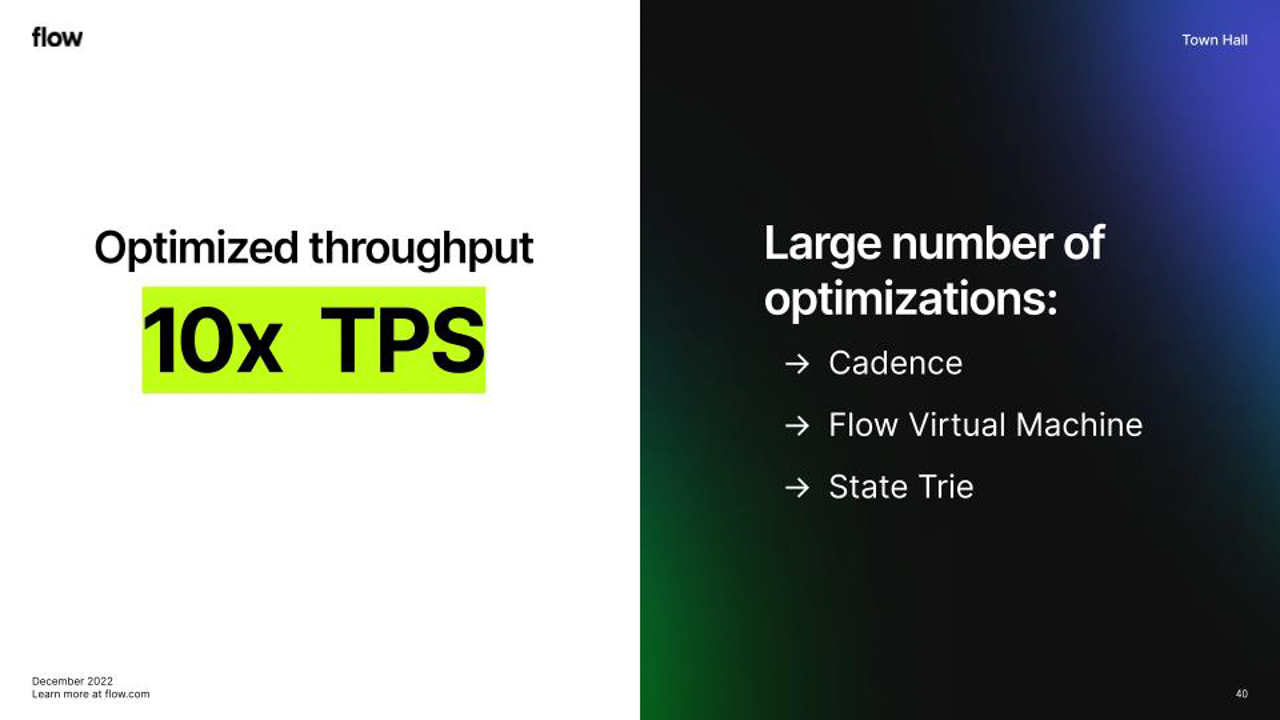 flow
Town Hall
Optimized throughput
10x TPS
Large number of
optimizations:
→ Cadence
→ Flow Virtual Machine
→ State Trie
December 2022
Learn more at flow.com
40